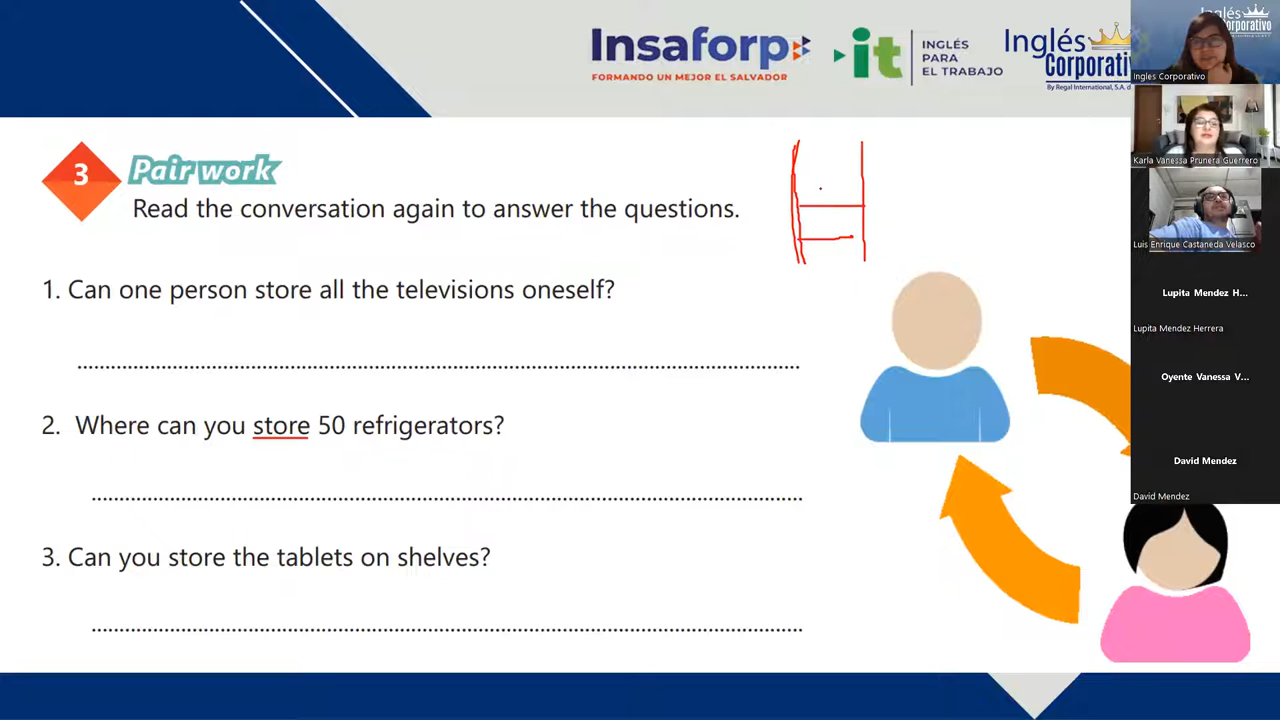 Insaforp
FORMANDO UN MEJOR EL SALVADOR
it
INGLÉS
PARA
EL TRABAJO
Inglés
Corporativ
By Regal International, S.A. d
Inglés
Corporativo
Ingles Corporativo
Karla Vanessa Prunera Guerrero
Luis Enrique Castaneda Velasco
Lupita Mendez H...
Lupita Mendez Herrera
Oyente Vanessa V...
David Mendez
David Mendez
3
Pair work
Read the conversation again to answer the questions.
1. Can one person store all the televisions oneself?
2. Where can you store 50 refrigerators?
3. Can you store the tablets on shelves?